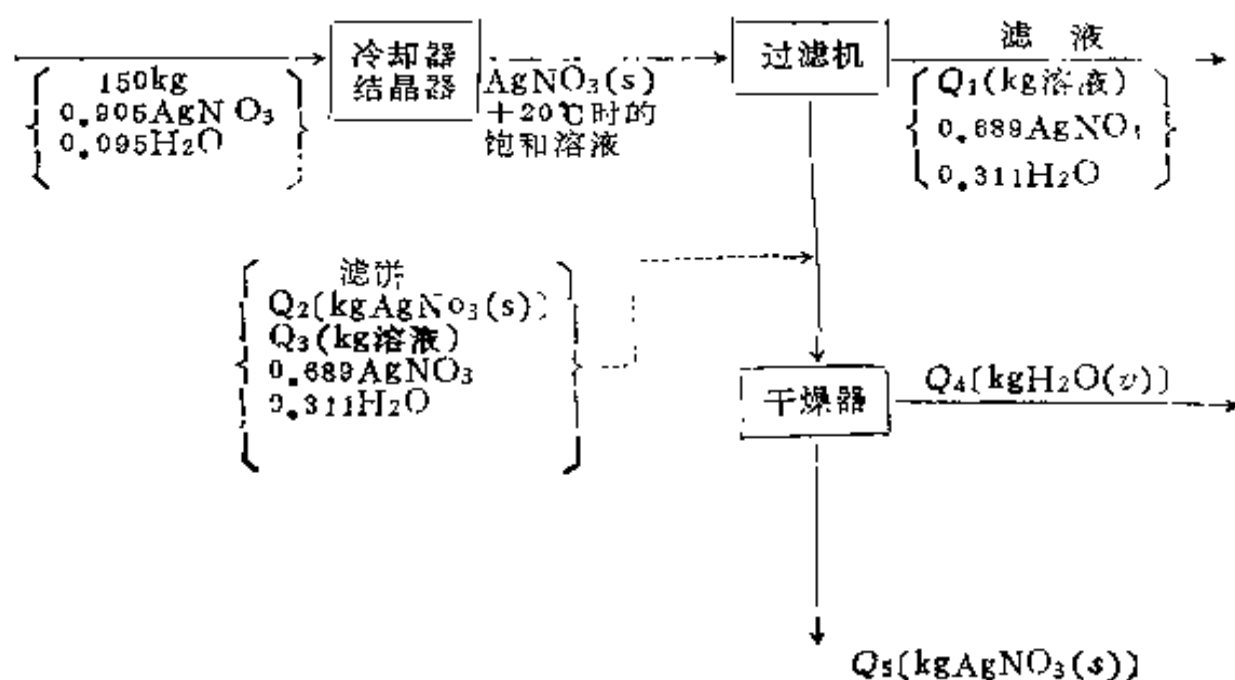 150kg
0.905AgNO3
0.095H2O
冷却器
结晶器
AgNO3(s)
+20℃时的
饱和溶液
过滤机
滤 液
Q1(kg溶液)
0.689AgNO3
0.311H2O
滤饼
Q2(kgAgNo3(s))
Q3(kg溶液)
0.689AgNO3
0.311H2O
干燥器
Q4(kgH2O(v))
Q5(kgAgNO3(s))